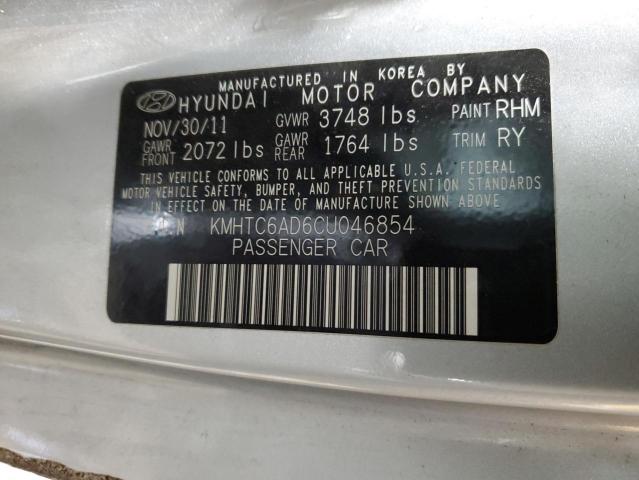 MANUFACTURED IN KOREA BY
HYUNDAI MOTOR COMPANY
NOV/30/11 GVWR 3748 lbs PAINT RHM
GAWR FRONT 2072 lbs GAWR REAR 1764 lbs TRIM RY
THIS VEHICLE CONFORMS TO ALL APPLICABLE U.S.A. FEDERAL
MOTOR VEHICLE SAFETY, BUMPER, AND THEFT PREVENTION STANDARDS
IN EFFECT ON THE DATE OF MANUFACTURE SHOWN ABOVE.
KMHTC6AD6CU046854
PASSENGER CAR